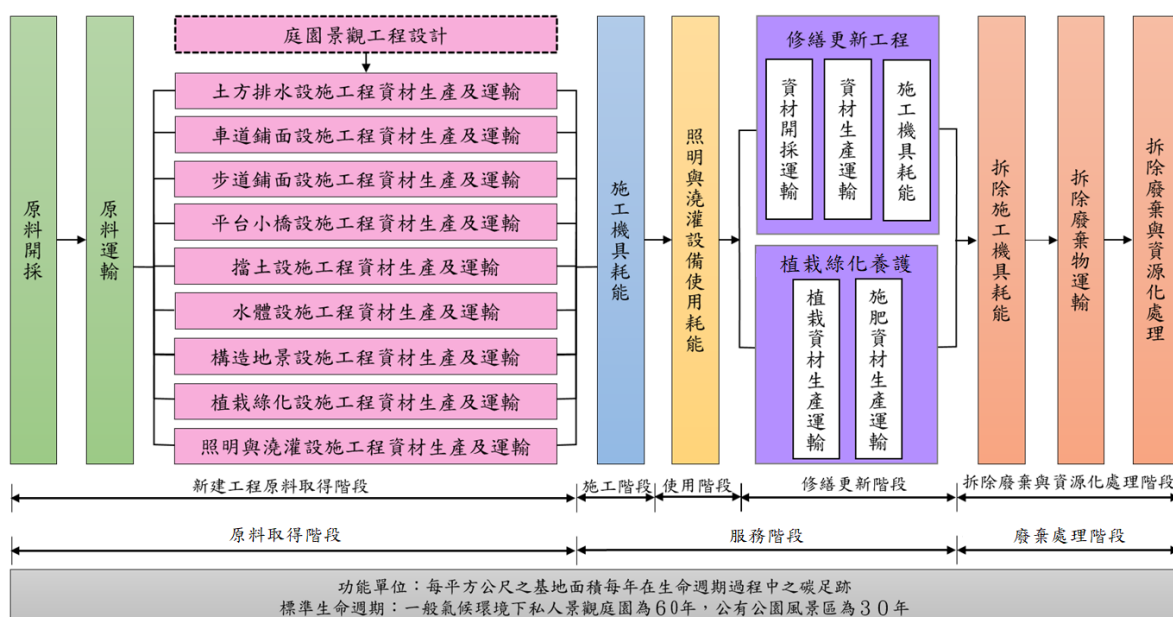 原料開採
原料運輸
庭園景觀工程設計
土方排水設施工程資材生產及運輸
車道鋪面設施工程資材生產及運輸
步道鋪面設施工程資材生產及運輸
平台小橋設施工程資材生產及運輸
擋土設施工程資材生產及運輸
水體設施工程資材生產及運輸
構造地景設施工程資材生產及運輸
植栽綠化設施工程資材生產及運輸
照明與澆灌設施工程資材生產及運輸
施工機具耗能
照明與澆灌設備使用耗能
修繕更新工程
資材開採運輸
資材生產運輸
施工機具耗能
植栽綠化養護
植栽資材生產運輸
施肥資材生產運輸
拆除施工機具耗能
拆除廢棄物運輸
拆除廢棄與資源化處理
新建工程原料取得階段
施工階段
使用階段
修繕更新階段
拆除廢棄與資源化處理階段
原料取得階段
服務階段
廢棄處理階段
功能單位：每平方公尺之基地面積每年在生命週期過程中之碳足跡
標準生命週期：一般氣候環境下私人景觀庭園為60年，公有公園風景區為30年